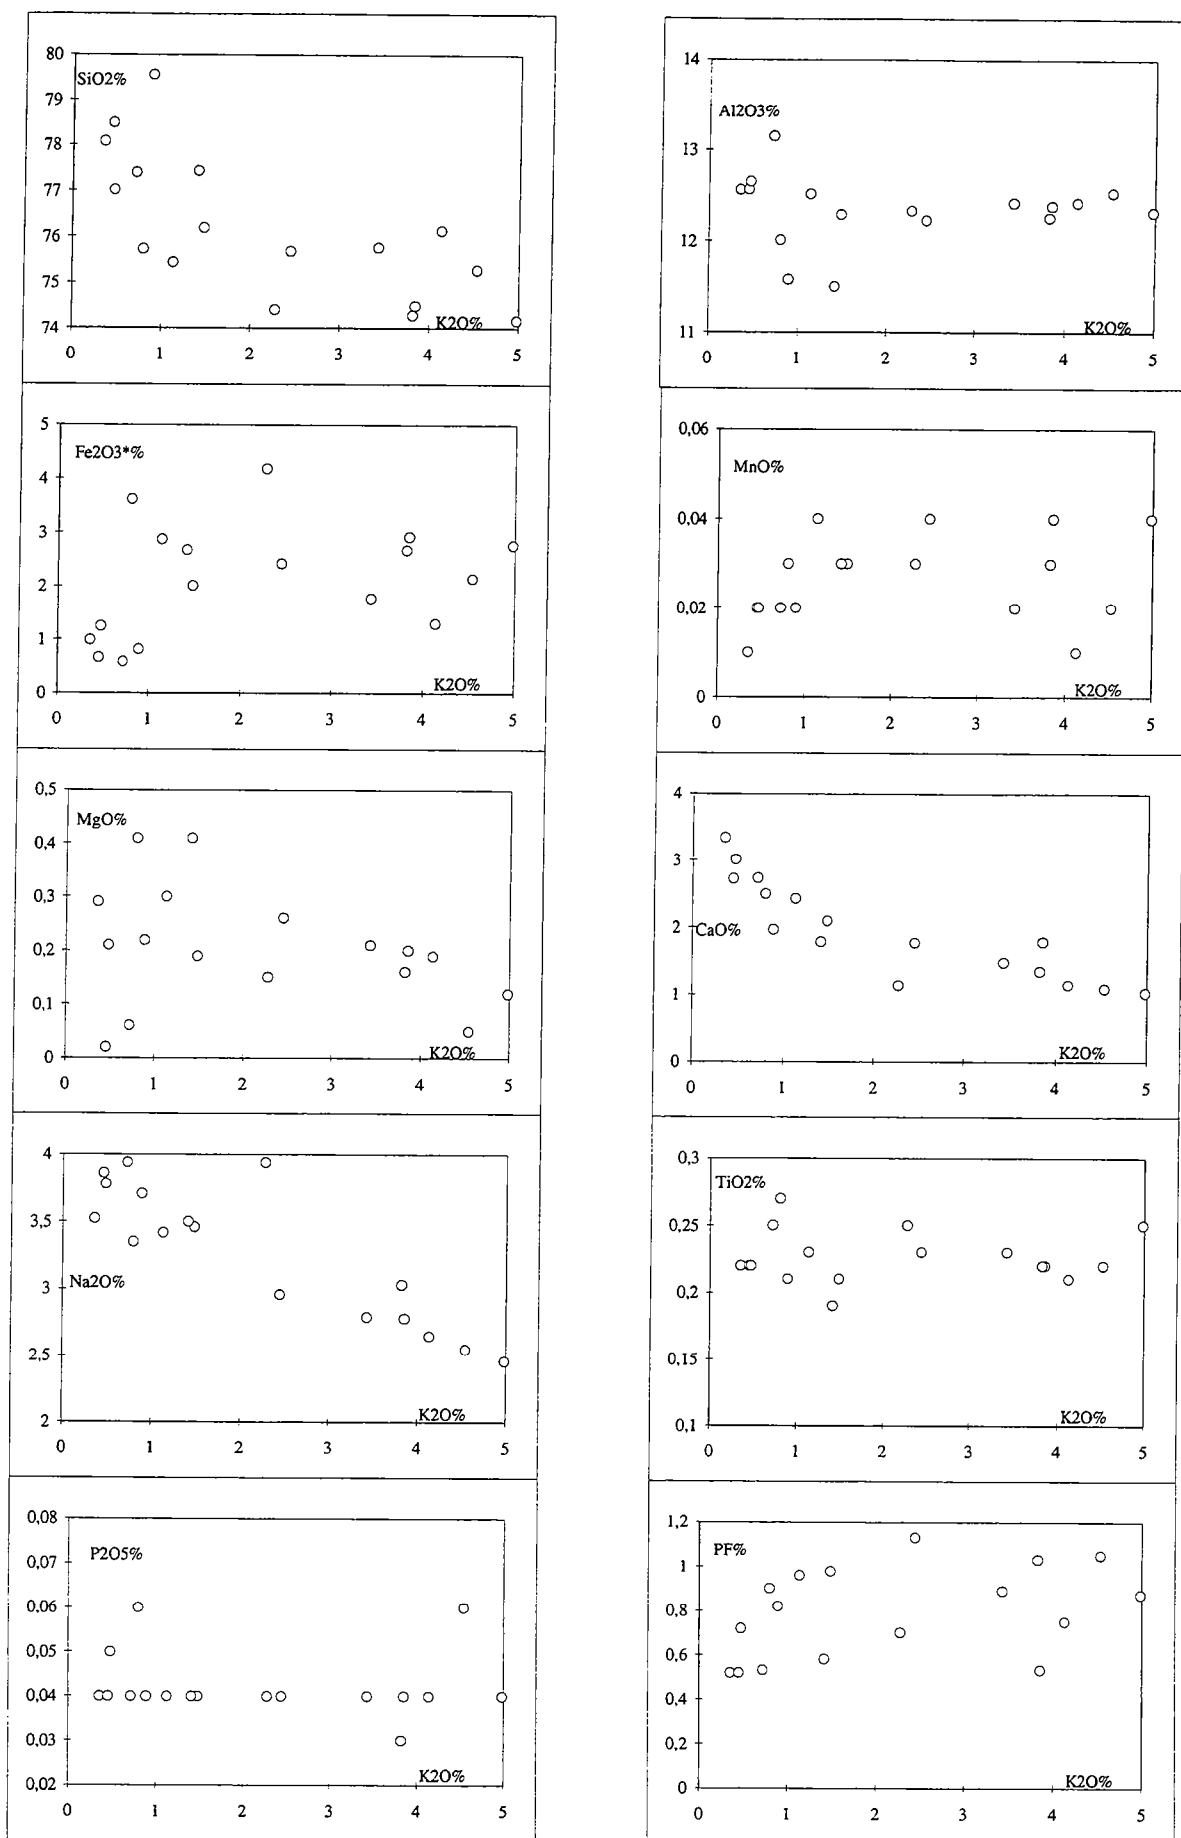 80
SiO2%
79
78
77
76
75
74
K2O%
0 1 2 3 4 5
14
Al2O3%
13
12
11
K2O%
0 1 2 3 4 5
5
Fe2O3*%
4
3
2
1
0
K2O%
0 1 2 3 4 5
0,06
MnO%
0,04
0,02
0
K2O%
0 1 2 3 4 5
0,5
MgO%
0,4
0,3
0,2
0,1
0
K2O%
0 1 2 3 4 5
4
3
2
CaO%
1
0
K2O%
0 1 2 3 4 5
4
3,5
Na2O%
3
2,5
2
K2O%
0 1 2 3 4 5
0,3
TiO2%
0,25
0,2
0,15
0,1
K2O%
0 1 2 3 4 5
0,08
P2O5%
0,07
0,06
0,05
0,04
0,03
0,02
K2O%
0 1 2 3 4 5
1,2
PF%
1
0,8
0,6
0,4
0,2
0
K2O%
0 1 2 3 4 5